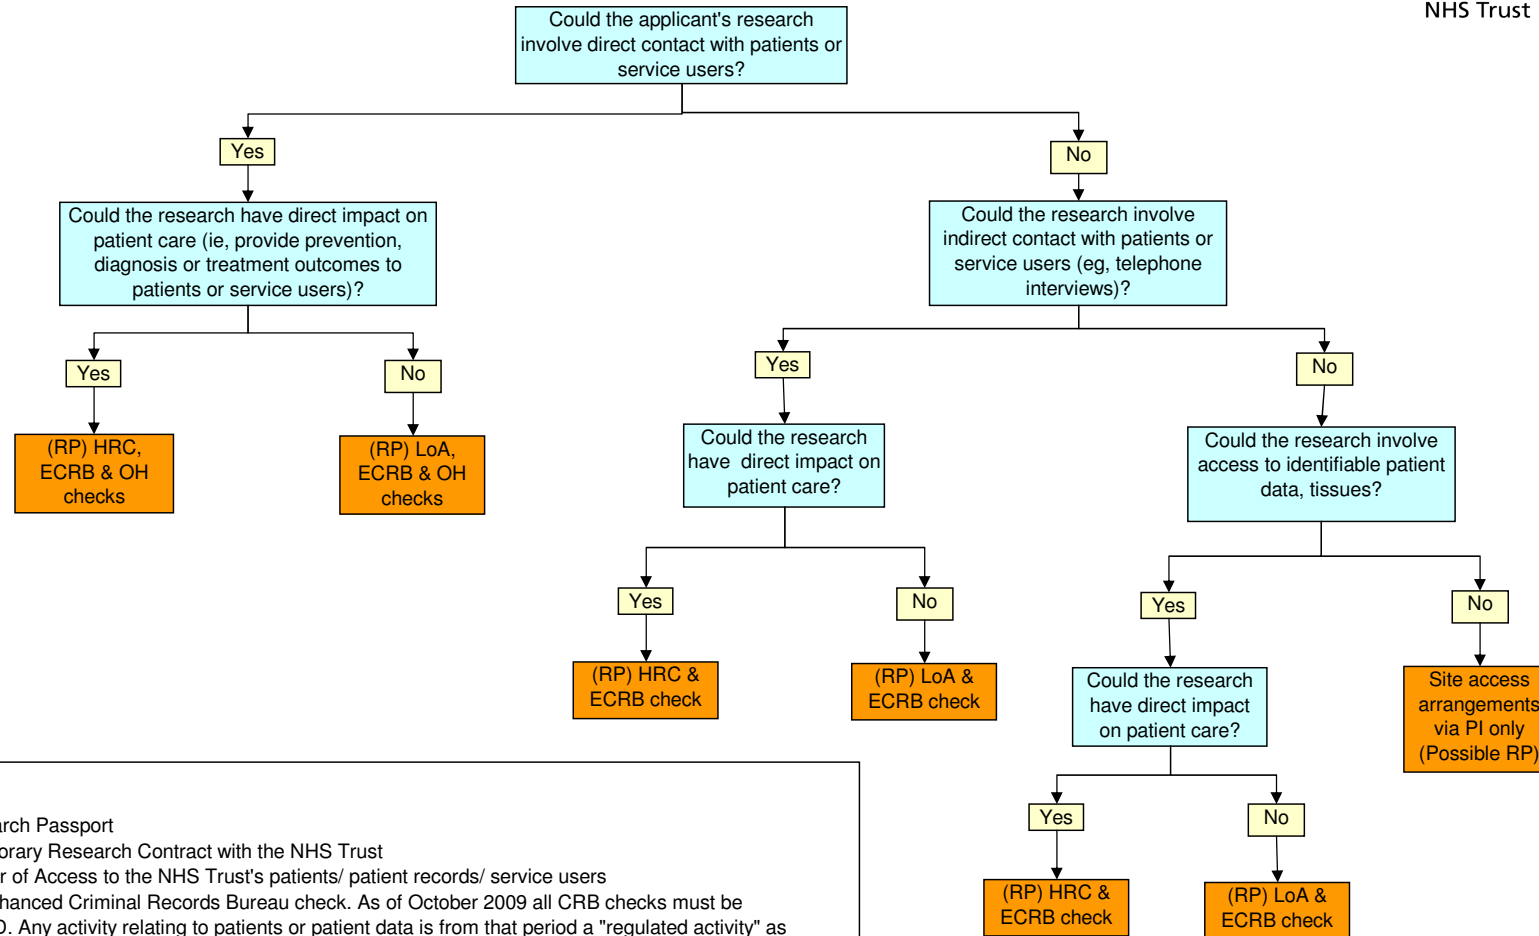 NHS Trust
Could the applicant's research
involve direct contact with patients or
service users?
Yes
No
Could the research have direct impact on
patient care (ie, provide prevention,
diagnosis or treatment outcomes to
patients or service users)?
Could the research involve
indirect contact with patients or
service users (eg, telephone
interviews)?
Yes
No
Yes
No
(RP) HRC,
ECRB & OH
checks
(RP) LoA,
ECRB & OH
checks
Could the research
have direct impact on
patient care?
Could the research involve
access to identifiable patient
data, tissues?
Yes
No
Yes
No
(RP) HRC &
ECRB check
(RP) LoA &
ECRB check
Could the research
have direct impact
on patient care?
Site access
arrangements
via PI only
(Possible RP)
Yes
No
(RP) HRC &
ECRB check
(RP) LoA &
ECRB check
arch Passport
orary Research Contract with the NHS Trust
r of Access to the NHS Trust's patients/ patient records/ service users
hanced Criminal Records Bureau check. As of October 2009 all CRB checks must be
D. Any activity relating to patients or patient data is from that period a "regulated activity" as